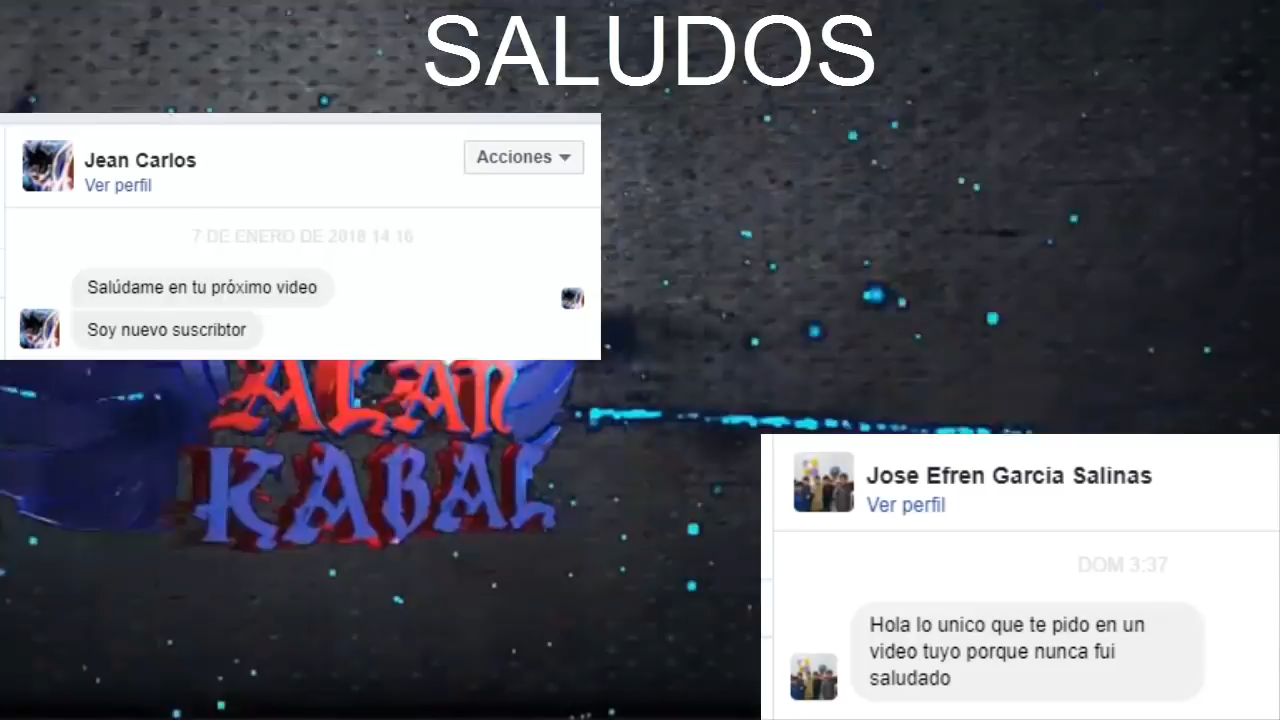 SALUDOS
Jean Carlos
Ver perfil
Acciones
7 DE ENERO DE 2018 14:16
Salúdame en tu próximo video
Soy nuevo suscribtor
ALAN
KABAL
Jose Efren Garcia Salinas
Ver perfil
DOM 3:37
Hola lo unico que te pido en un
video tuyo porque nunca fui
saludado